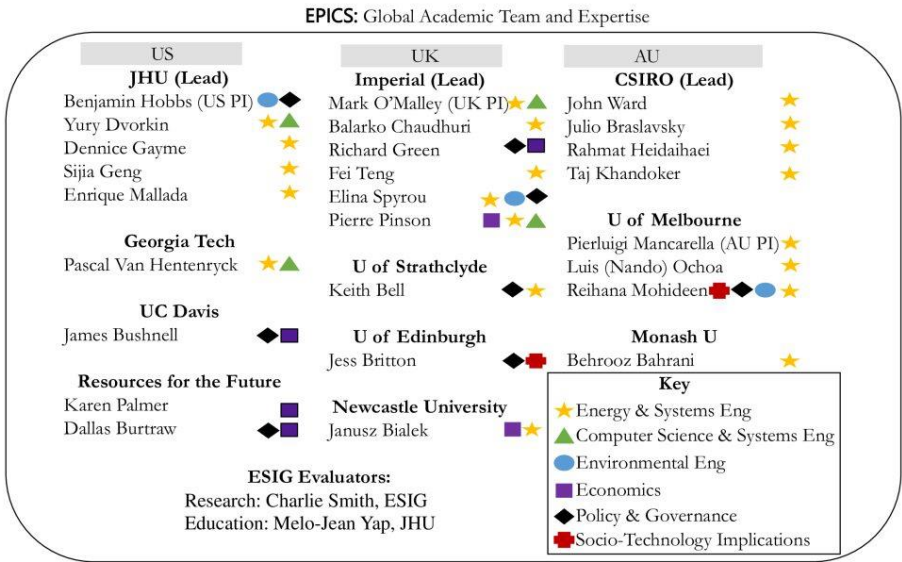 EPICS: Global Academic Team and Expertise
US
JHU (Lead)
Benjamin Hobbs (US PI)
Yury Dvorkin
Dennice Gayme
Sijia Geng
Enrique Mallada
Georgia Tech
Pascal Van Hentenryck
UC Davis
James Bushnell
Resources for the Future
Karen Palmer
Dallas Burtraw
UK
Imperial (Lead)
Mark O'Malley (UK PI)
Balarko Chaudhuri
Richard Green
Fei Teng
Elina Spyrou
Pierre Pinson
U of Strathclyde
Keith Bell
U of Edinburgh
Jess Britton
Newcastle University
Janusz Bialek
AU
CSIRO (Lead)
John Ward
Julio Braslavsky
Rahmat Heidaihaei
Taj Khandoker
U of Melbourne
Pierluigi Mancarella (AU PI)
Luis (Nando) Ochoa
Reihana Mohideen
Monash U
Behrooz Bahrani
Key
Energy & Systems Eng
Computer Science & Systems Eng
Environmental Eng
Economics
Policy & Governance
Socio-Technology Implications
ESIG Evaluators:
Research: Charlie Smith, ESIG
Education: Melo-Jean Yap, JHU